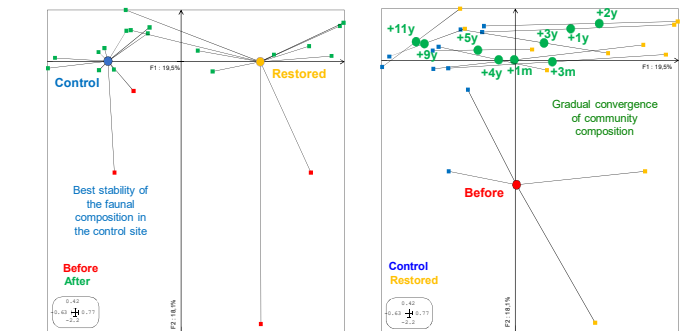 F1 : 19,5%
Control
Restored
Best stability of
the faunal
composition in
the control site
Before
After
0.42
-0.63 0.77
-2.2
F2 : 18,1%
+2y
+11y
+3y
+1y
+5y
+9y
F1 : 19,5%
+4y
+1m
+3m
Gradual convergence
of community
composition
Before
Control
Restored
0.42
-0.63 0.77
-2.2
F2 : 18,1%